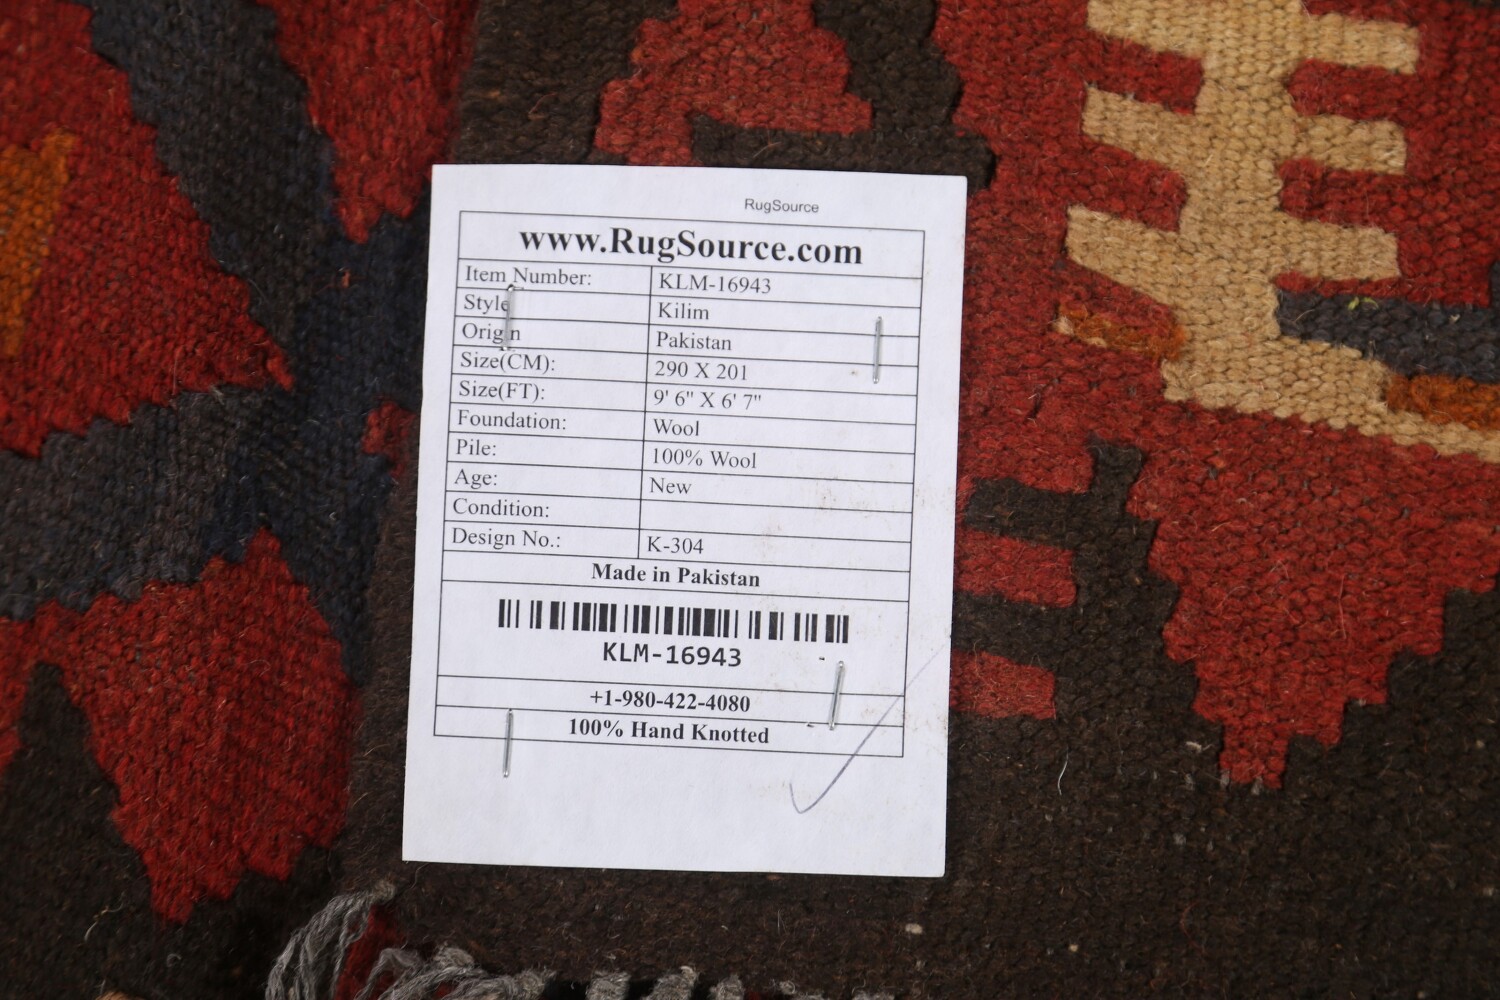 RugSource
www.RugSource.com
Item Number: KLM-16943
Style Kilim
Origin Pakistan
Size(CM): 290 X 201
Size(FT): 9' 6" X 6' 7"
Foundation: Wool
Pile: 100% Wool
Age: New
Condition:
Design No.: K-304
Made in Pakistan
KLM-16943
+1-980-422-4080
100% Hand Knotted